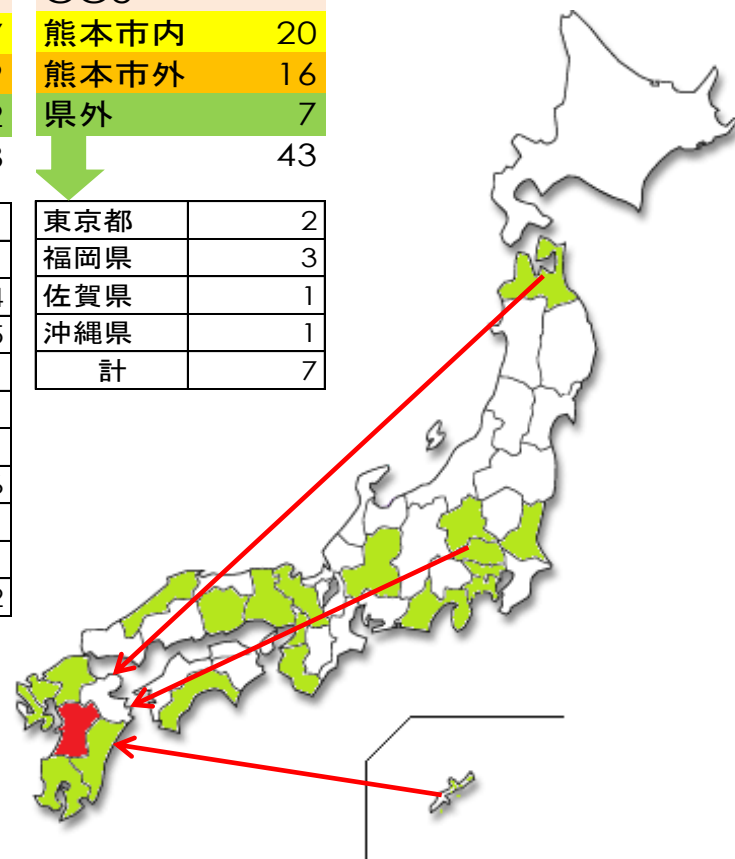 熊本市内 20
熊本市外 16
県外 7
43
東京都 2
福岡県 3
佐賀県 1
沖縄県 1
計 7